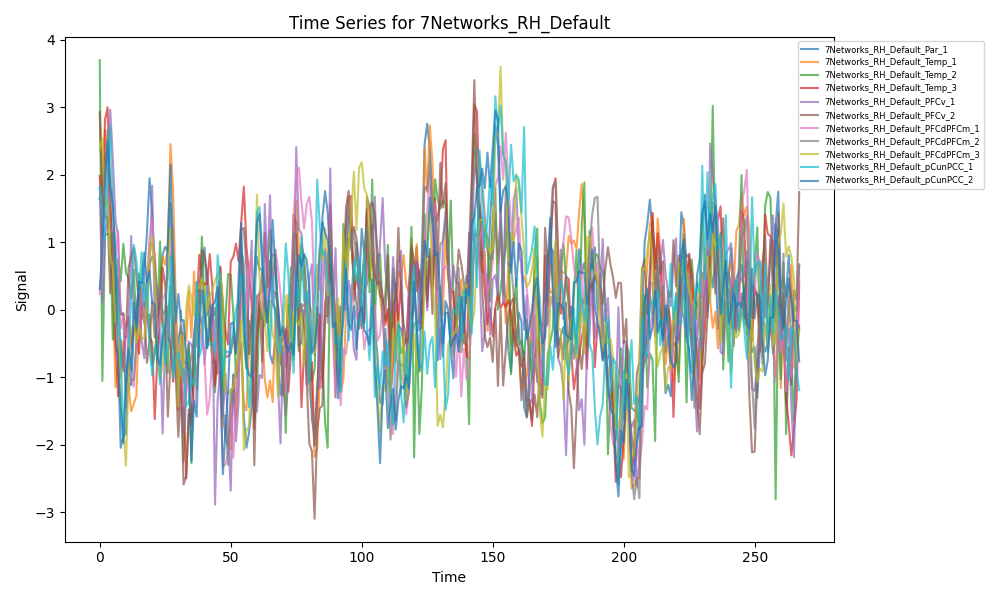 Time Series for 7Networks_RH_Default
Signal
4
3
2
1
0
−1
−2
−3
0
50
100
150
200
250
Time
7Networks_RH_Default_Par_1
7Networks_RH_Default_Temp_1
7Networks_RH_Default_Temp_2
7Networks_RH_Default_Temp_3
7Networks_RH_Default_PFCv_1
7Networks_RH_Default_PFCv_2
7Networks_RH_Default_PFCdPFCm_1
7Networks_RH_Default_PFCdPFCm_2
7Networks_RH_Default_PFCdPFCm_3
7Networks_RH_Default_pCunPCC_1
7Networks_RH_Default_pCunPCC_2